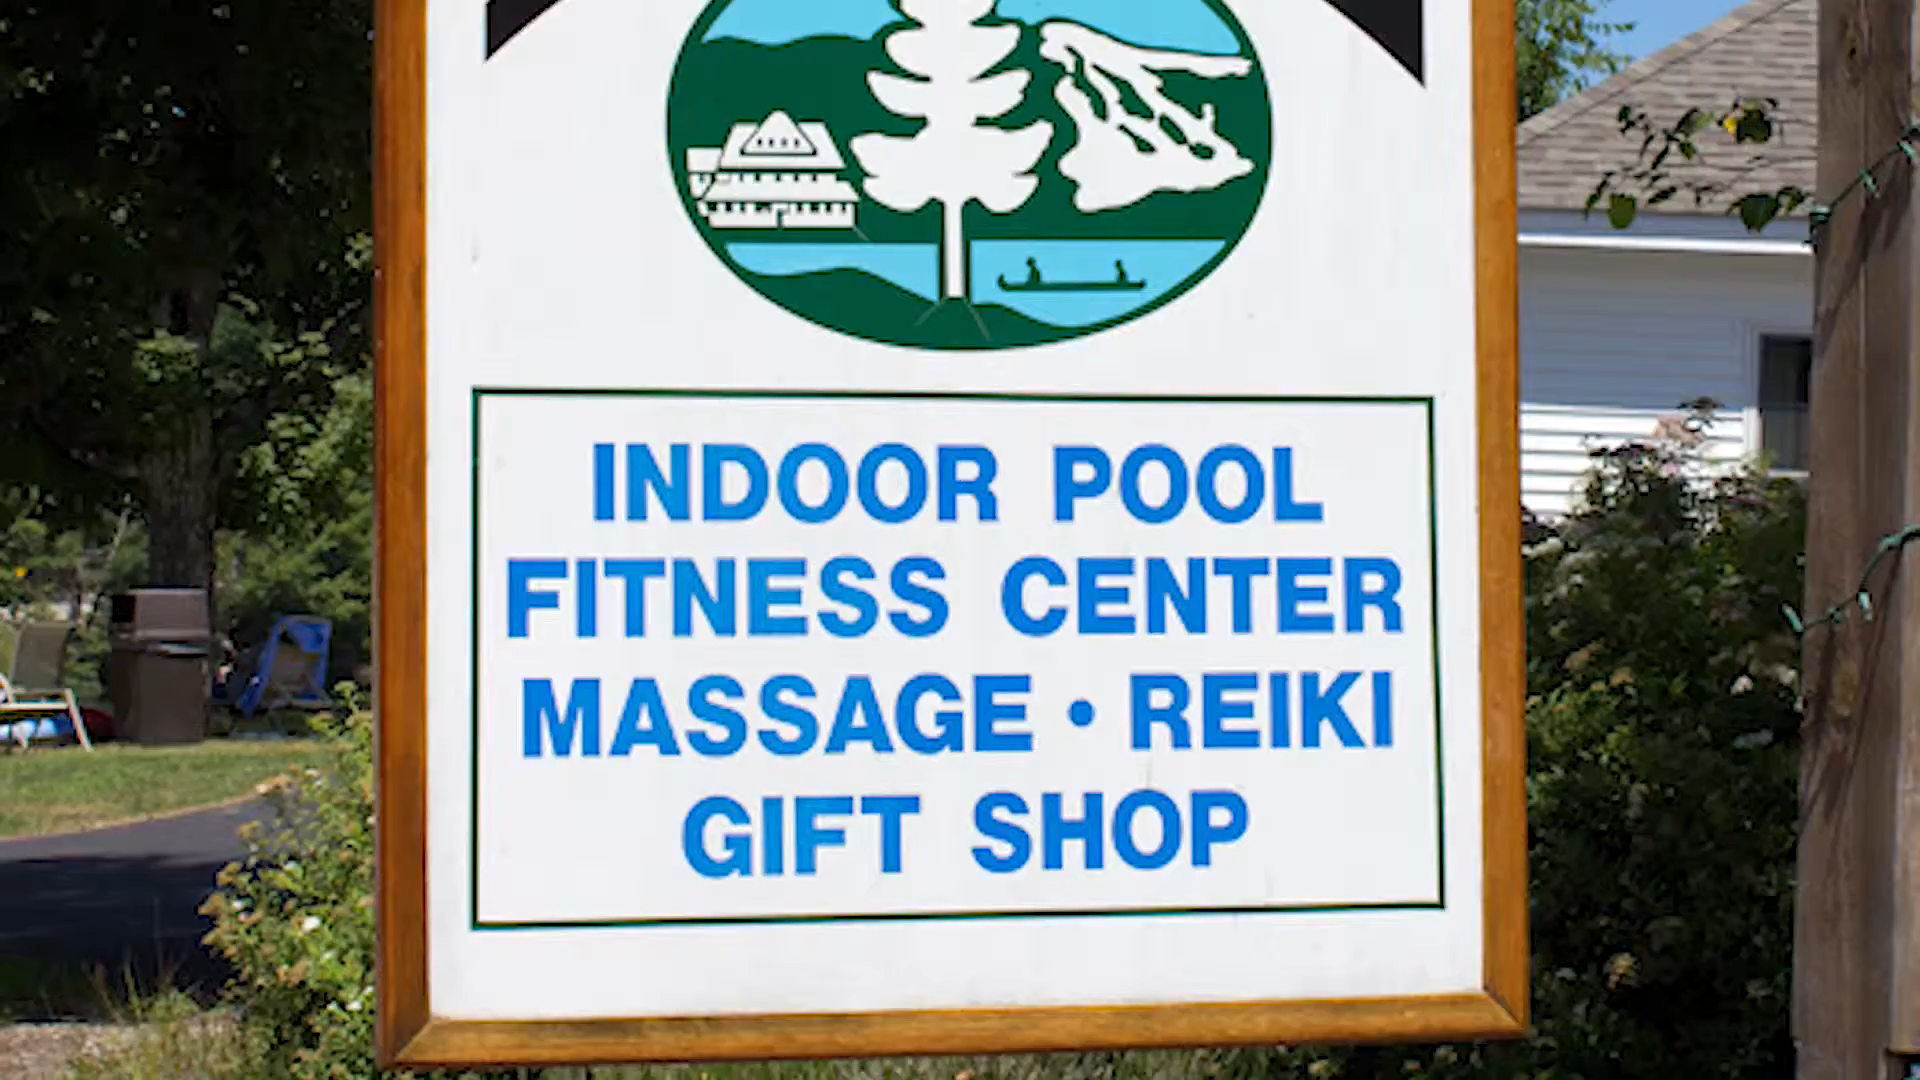 INDOOR POOL
FITNESS CENTER
MASSAGE • REIKI
GIFT SHOP